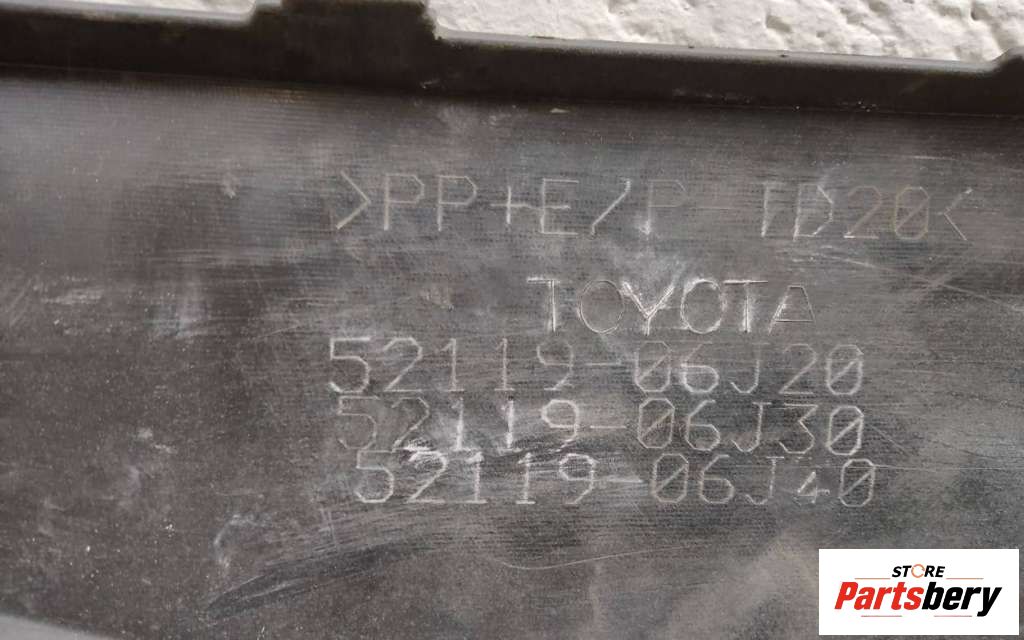 >PP+E/P-TD20<
TOYOTA
52119-06J20
52119-06J30
52119-06J40
STORE
Partsbery